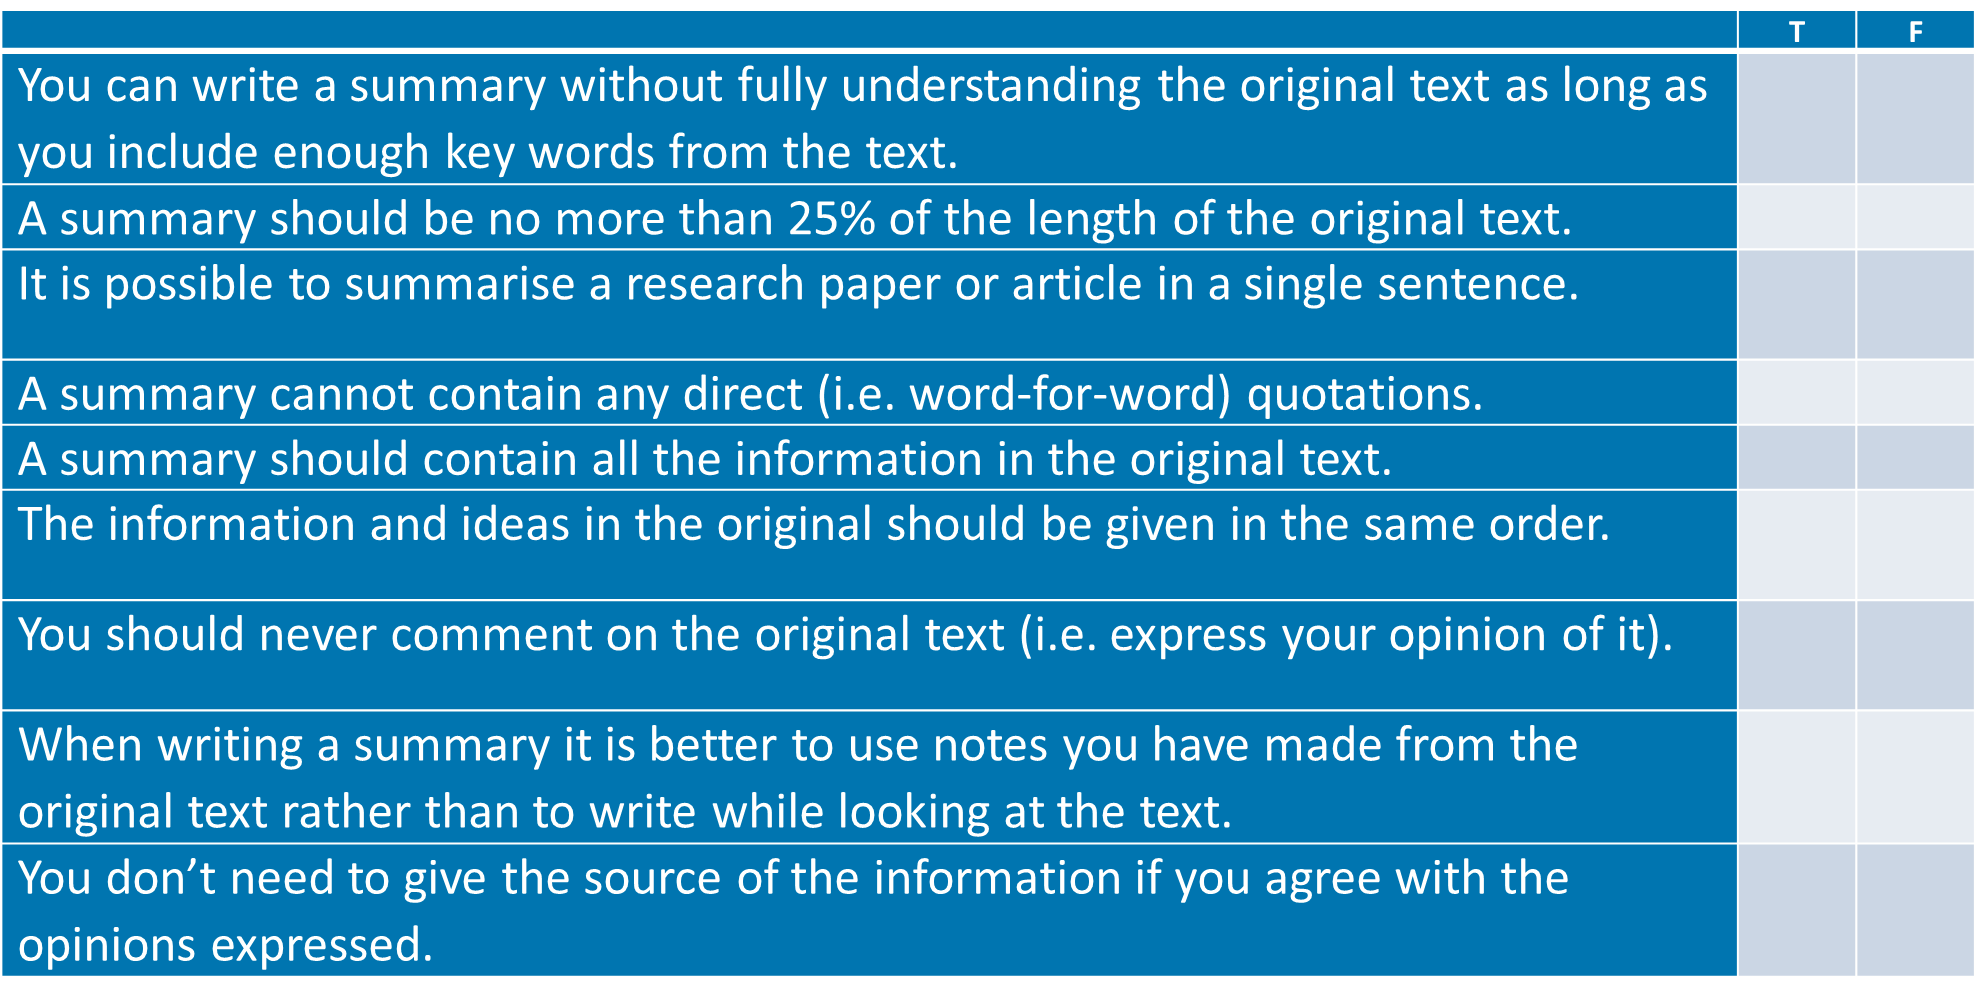 T F
You can write a summary without fully understanding the original text as long as
you include enough key words from the text.
A summary should be no more than 25% of the length of the original text.
It is possible to summarise a research paper or article in a single sentence.
A summary cannot contain any direct (i.e. word-for-word) quotations.
A summary should contain all the information in the original text.
The information and ideas in the original should be given in the same order.
You should never comment on the original text (i.e. express your opinion of it).
When writing a summary it is better to use notes you have made from the
original text rather than to write while looking at the text.
You don’t need to give the source of the information if you agree with the
opinions expressed.